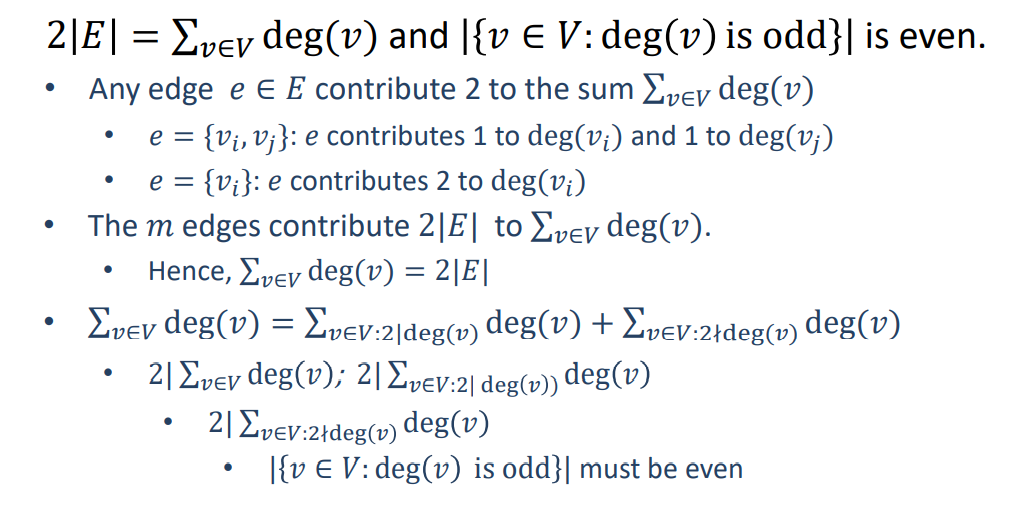 2|E| = ∑_{v∈V} deg(v) and |{v ∈ V: deg(v) is odd}| is even.
• Any edge e ∈ E contribute 2 to the sum ∑_{v∈V} deg(v)
• e = {v_i, v_j}: e contributes 1 to deg(v_i) and 1 to deg(v_j)
• e = {v_i}: e contributes 2 to deg(v_i)
• The m edges contribute 2|E| to ∑_{v∈V} deg(v).
• Hence, ∑_{v∈V} deg(v) = 2|E|
• ∑_{v∈V} deg(v) = ∑_{v∈V:2|deg(v)} deg(v) + ∑_{v∈V:2∤deg(v)} deg(v)
• 2|∑_{v∈V} deg(v); 2|∑_{v∈V:2| deg(v))} deg(v)
• 2|∑_{v∈V:2∤deg(v)} deg(v)
• |{v ∈ V: deg(v) is odd}| must be even